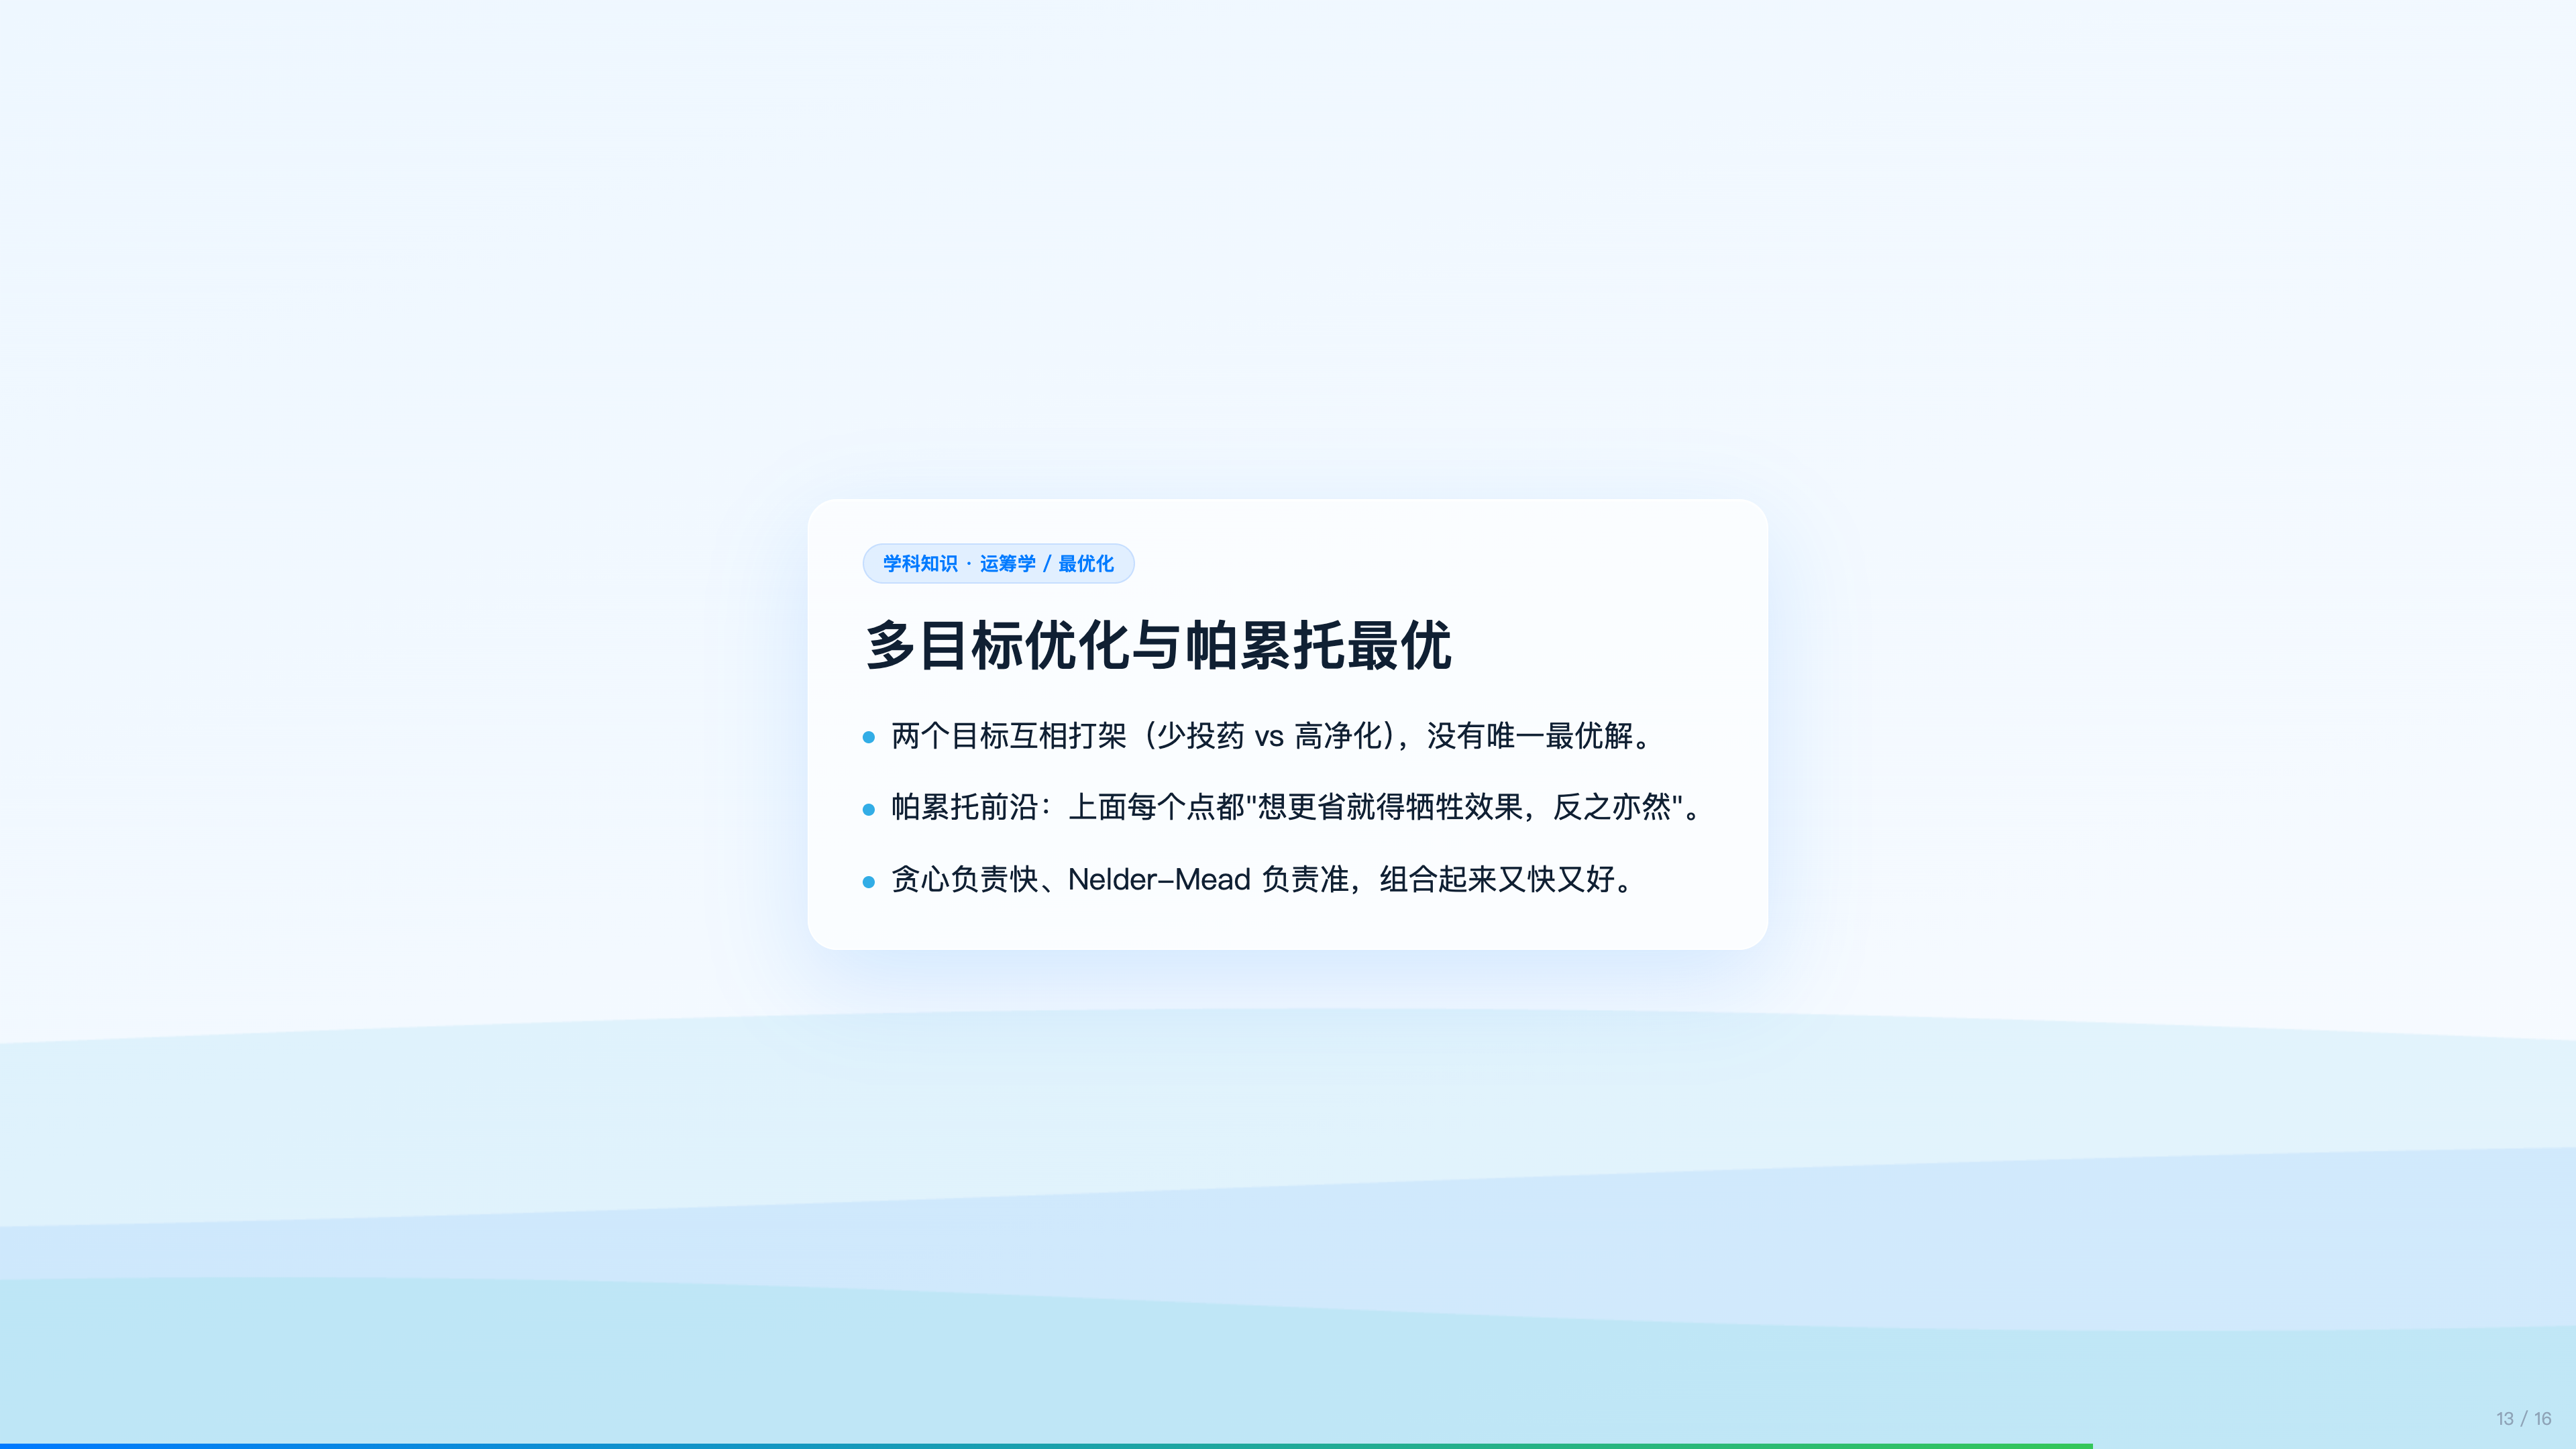 学科知识 · 运筹学 / 最优化
多目标优化与帕累托最优
两个目标互相打架（少投药 vs 高净化），没有唯一最优解。
帕累托前沿：上面每个点都"想更省就得牺牲效果，反之亦然"。
贪心负责快、Nelder–Mead 负责准，组合起来又快又好。
13 / 16